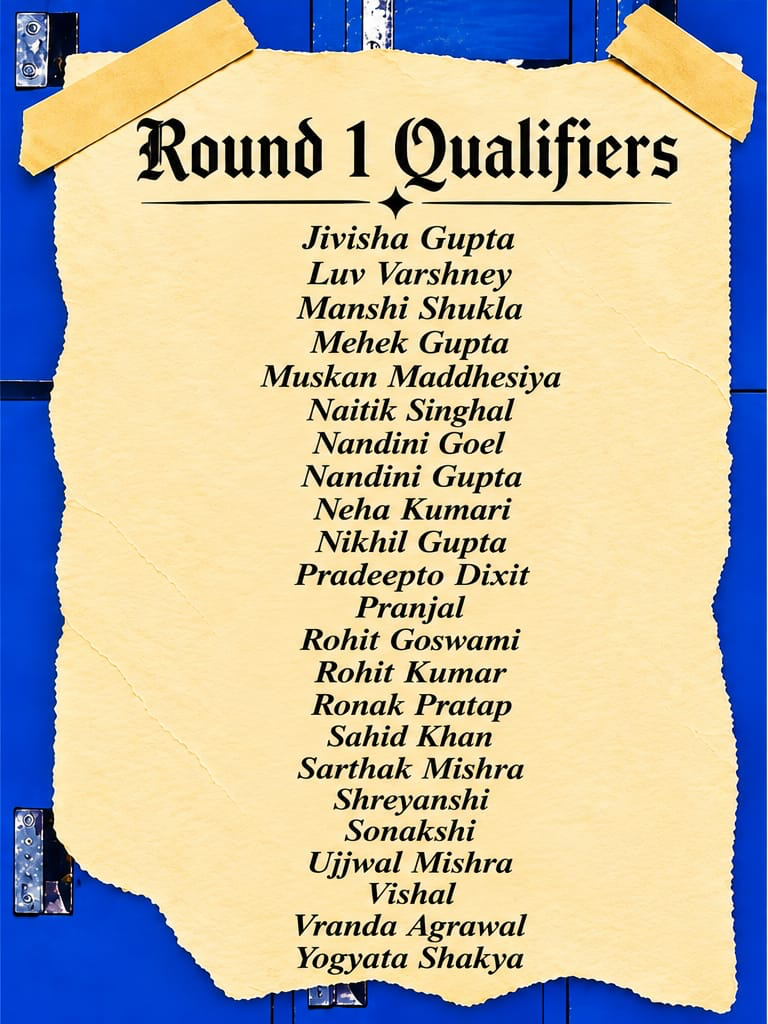 Round 1 Qualifiers
Jivisha Gupta
Luv Varshney
Manshi Shukla
Mehek Gupta
Muskan Maddhesiya
Naitik Singhal
Nandini Goel
Nandini Gupta
Neha Kumari
Nikhil Gupta
Pradeepto Dixit
Pranjal
Rohit Goswami
Rohit Kumar
Ronak Pratap
Sahid Khan
Sarthak Mishra
Shreyanshi
Sonakshi
Ujjwal Mishra
Vishal
Vranda Agrawal
Yogyata Shakya